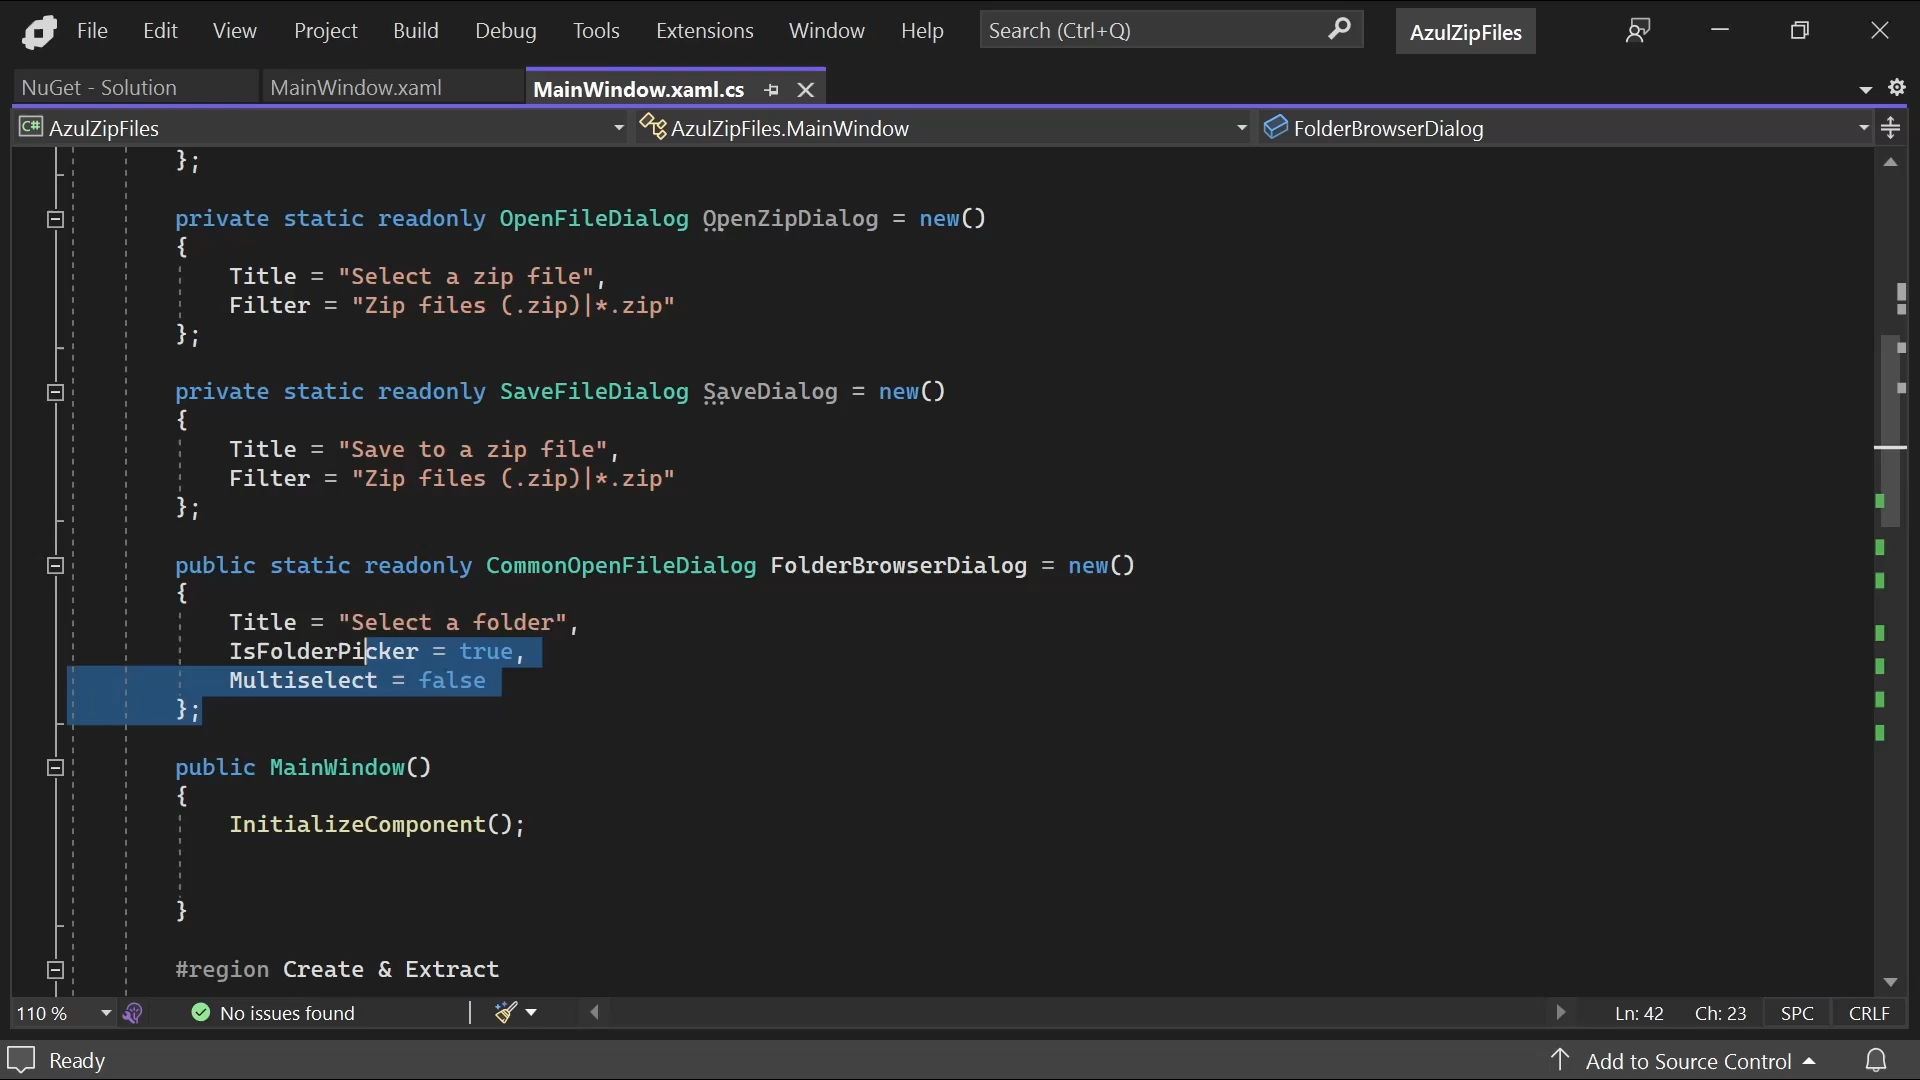 File Edit View Project Build Debug Tools Extensions Window Help Search (Ctrl+Q) AzulZipFiles
NuGet - Solution MainWindow.xaml MainWindow.xaml.cs
C# AzulZipFiles AzulZipFiles.MainWindow FolderBrowserDialog
};
private static readonly OpenFileDialog OpenZipDialog = new()
{
Title = "Select a zip file",
Filter = "Zip files (.zip)|*.zip"
};
private static readonly SaveFileDialog SaveDialog = new()
{
Title = "Save to a zip file",
Filter = "Zip files (.zip)|*.zip"
};
public static readonly CommonOpenFileDialog FolderBrowserDialog = new()
{
Title = "Select a folder",
IsFolderPicker = true,
Multiselect = false
};
public MainWindow()
{
InitializeComponent();
}
#region Create & Extract
110 % No issues found Ln: 42 Ch: 23 SPC CRLF
Ready Add to Source Control